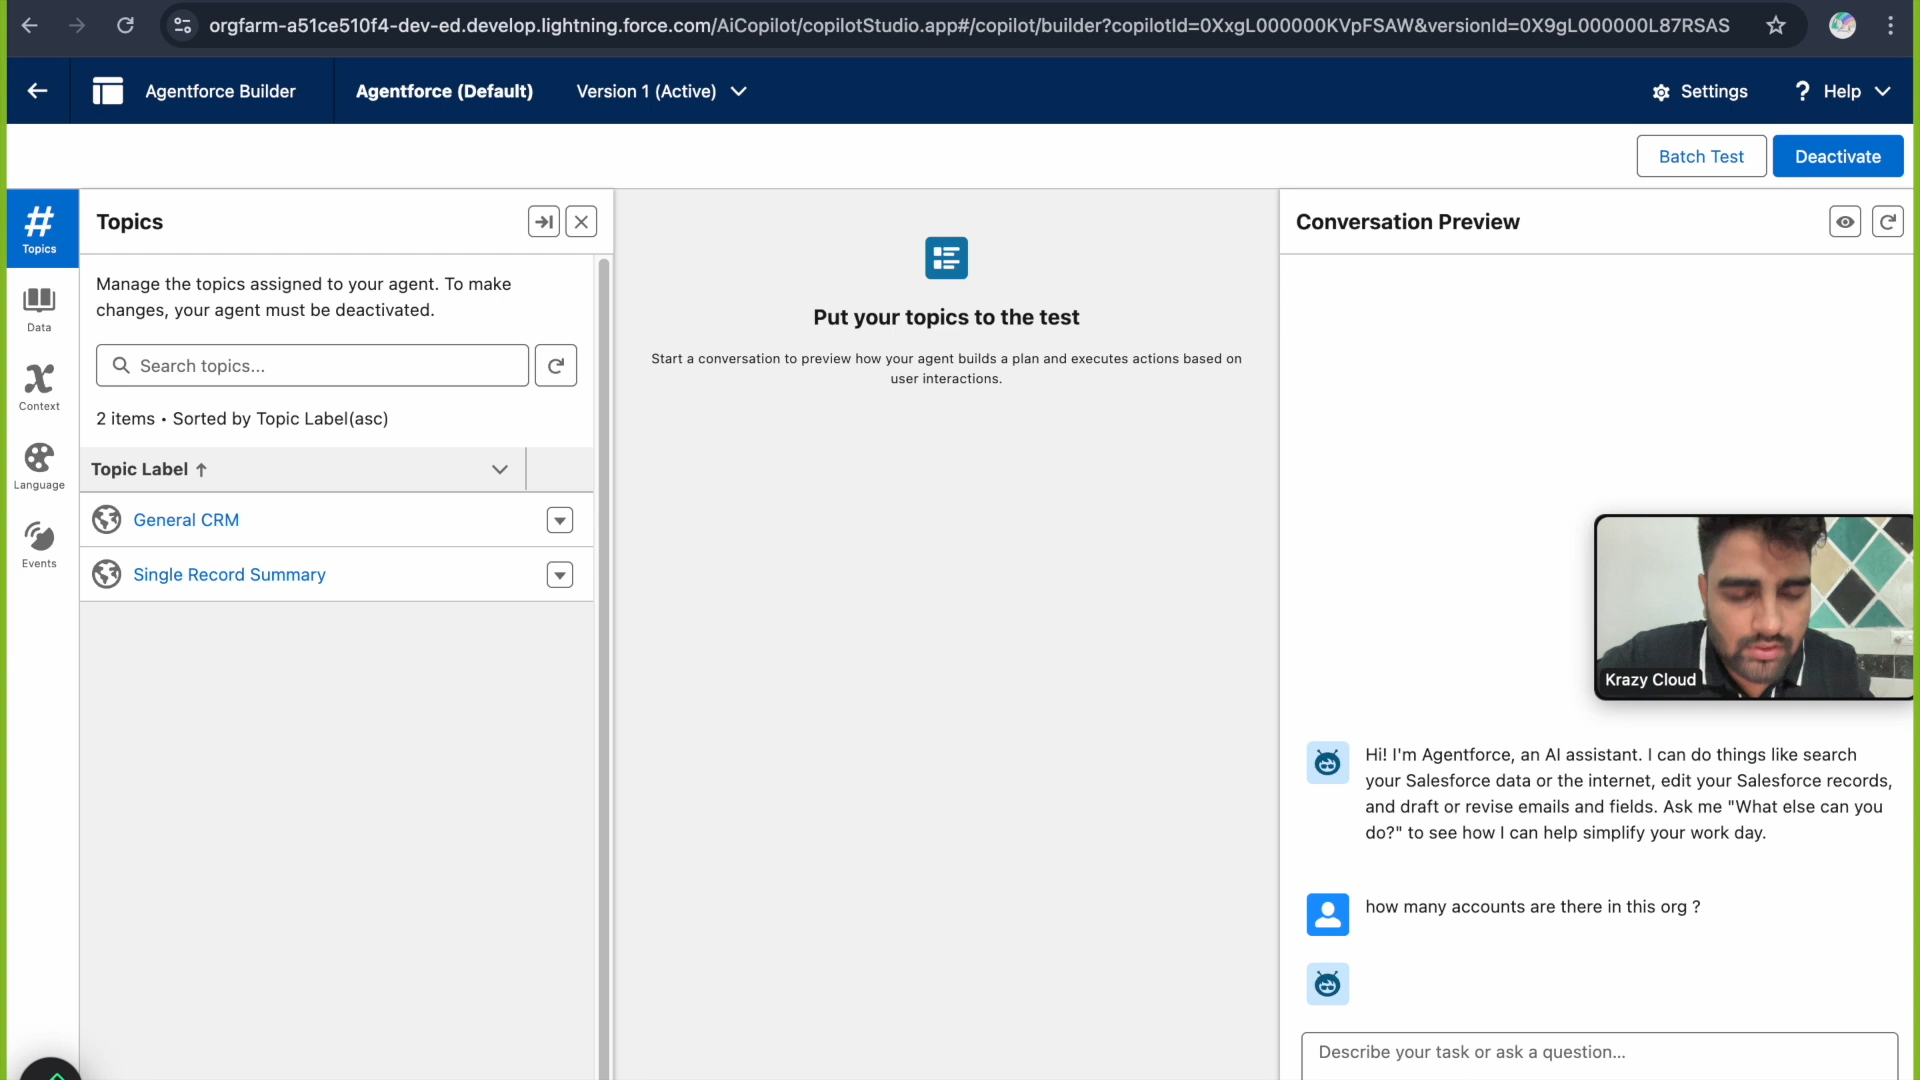 orgfarm-a51ce510f4-dev-ed.develop.lightning.force.com/AiCopilot/copilotStudio.app#/copilot/builder?copilotId=0XxgL000000KVpFSAW&versionId=0X9gL000000L87RSAS
Agentforce Builder
Agentforce (Default)
Version 1 (Active)
Settings
? Help
Batch Test
Deactivate
Topics
Data
Context
Language
Events
Topics
Manage the topics assigned to your agent. To make
changes, your agent must be deactivated.
Search topics...
2 items • Sorted by Topic Label(asc)
Topic Label ↑
General CRM
Single Record Summary
Put your topics to the test
Start a conversation to preview how your agent builds a plan and executes actions based on
user interactions.
Conversation Preview
Krazy Cloud
Hi! I'm Agentforce, an AI assistant. I can do things like search
your Salesforce data or the internet, edit your Salesforce records,
and draft or revise emails and fields. Ask me "What else can you
do?" to see how I can help simplify your work day.
how many accounts are there in this org ?
Describe your task or ask a question...